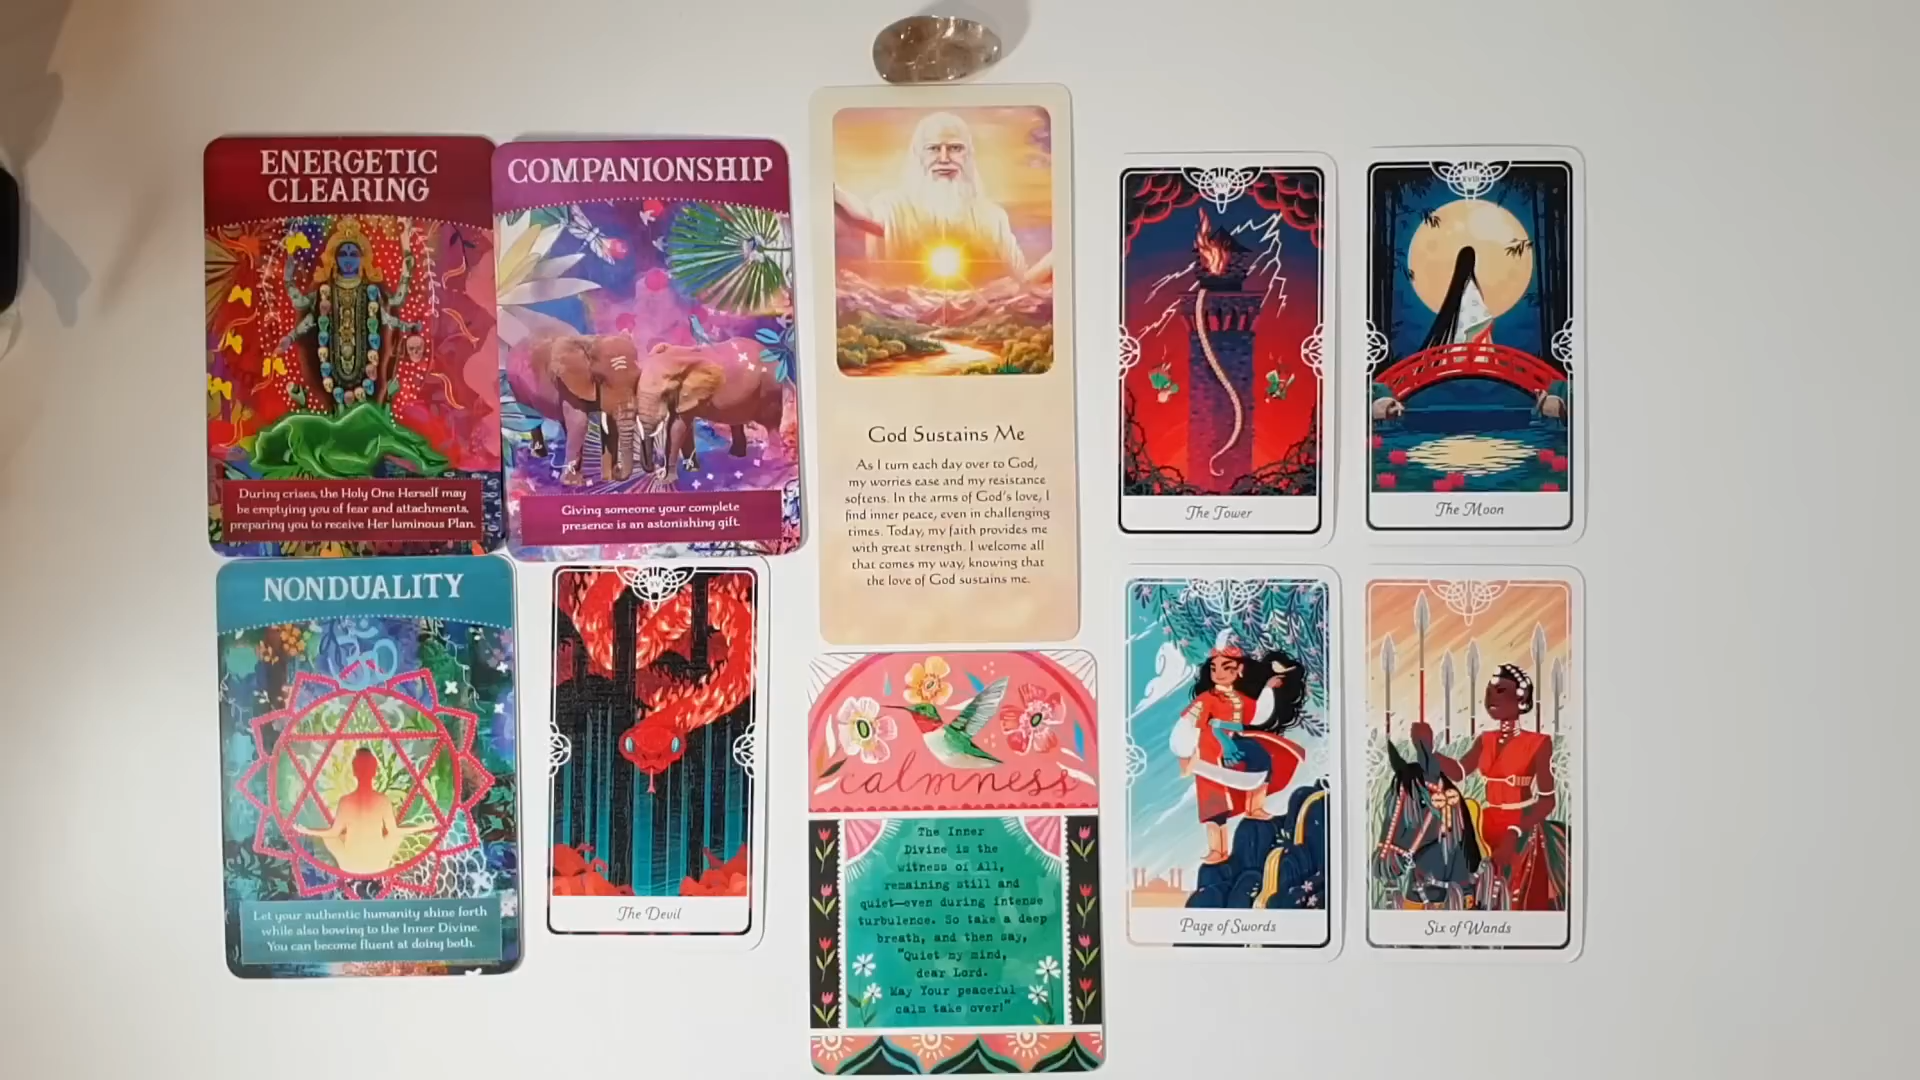 ENERGETIC
CLEARING
During crises, the Holy One Herself may
be emptying you of fear and attachments,
preparing you to receive Her luminous Plan.
COMPANIONSHIP
Giving someone your complete
presence is an astonishing gift.
God Sustains Me
As I turn each day over to God,
my worries ease and my resistance
softens. In the arms of God's love, I
find inner peace, even in challenging
times. Today, my faith provides me
with great strength. I welcome all
that comes my way, knowing that
the love of God sustains me.
XVI
The Tower
XVIII
The Moon
NONDUALITY
Let your authentic humanity shine forth
while also bowing to the Inner Divine.
You can become fluent at doing both.
XV
The Devil
calmness
The Inner
Divine is the
witness of All,
remaining still and
quiet—even during intense
turbulence. So take a deep
breath, and then say,
"Quiet my mind,
dear Lord.
May Your peaceful
calm take over!"
Page of Swords
Six of Wands